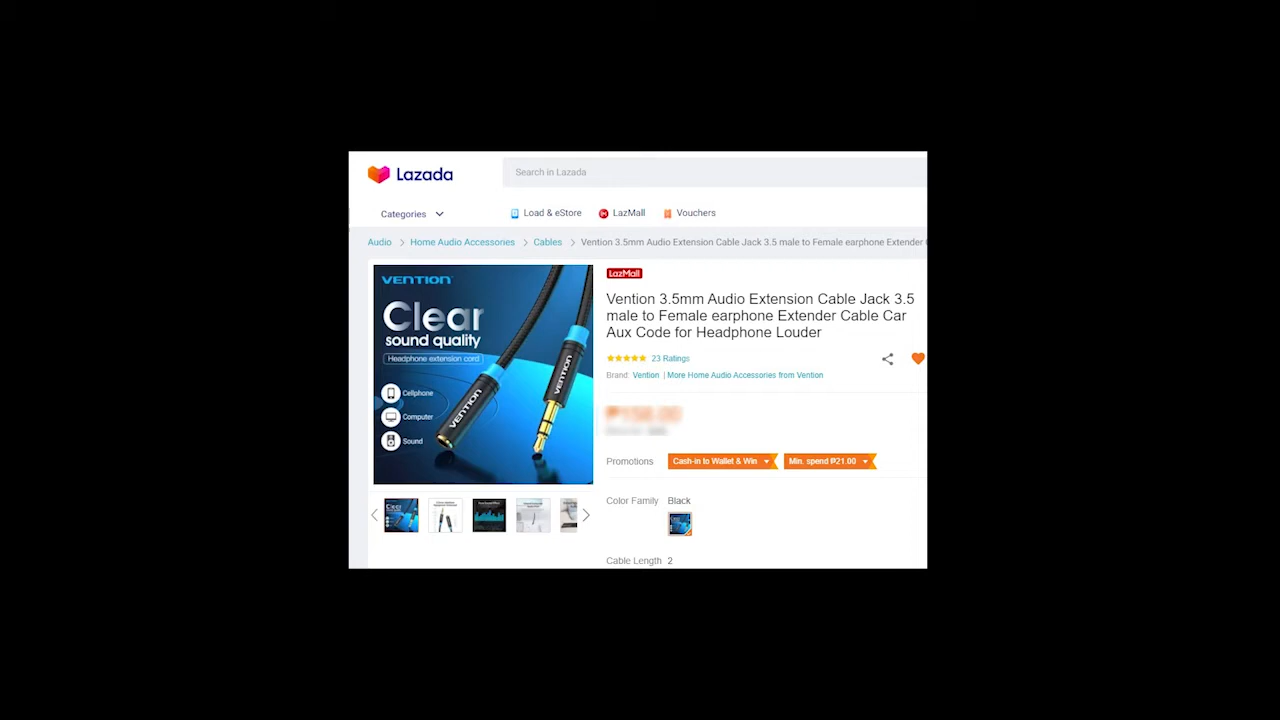 Lazada
Search in Lazada
Categories
Load & eStore
LazMall
Vouchers
Audio > Home Audio Accessories > Cables > Vention 3.5mm Audio Extension Cable Jack 3.5 male to Female earphone Extender
VENTION
Clear
sound quality
Headphone extension cord
Cellphone
Computer
Sound
VENTION
VENTION
LazMall
Vention 3.5mm Audio Extension Cable Jack 3.5
male to Female earphone Extender Cable Car
Aux Code for Headphone Louder
23 Ratings
Brand: Vention | More Home Audio Accessories from Vention
Promotions
Cash-in to Wallet & Win
Min. spend ₱21.00
Color Family Black
Cable Length 2